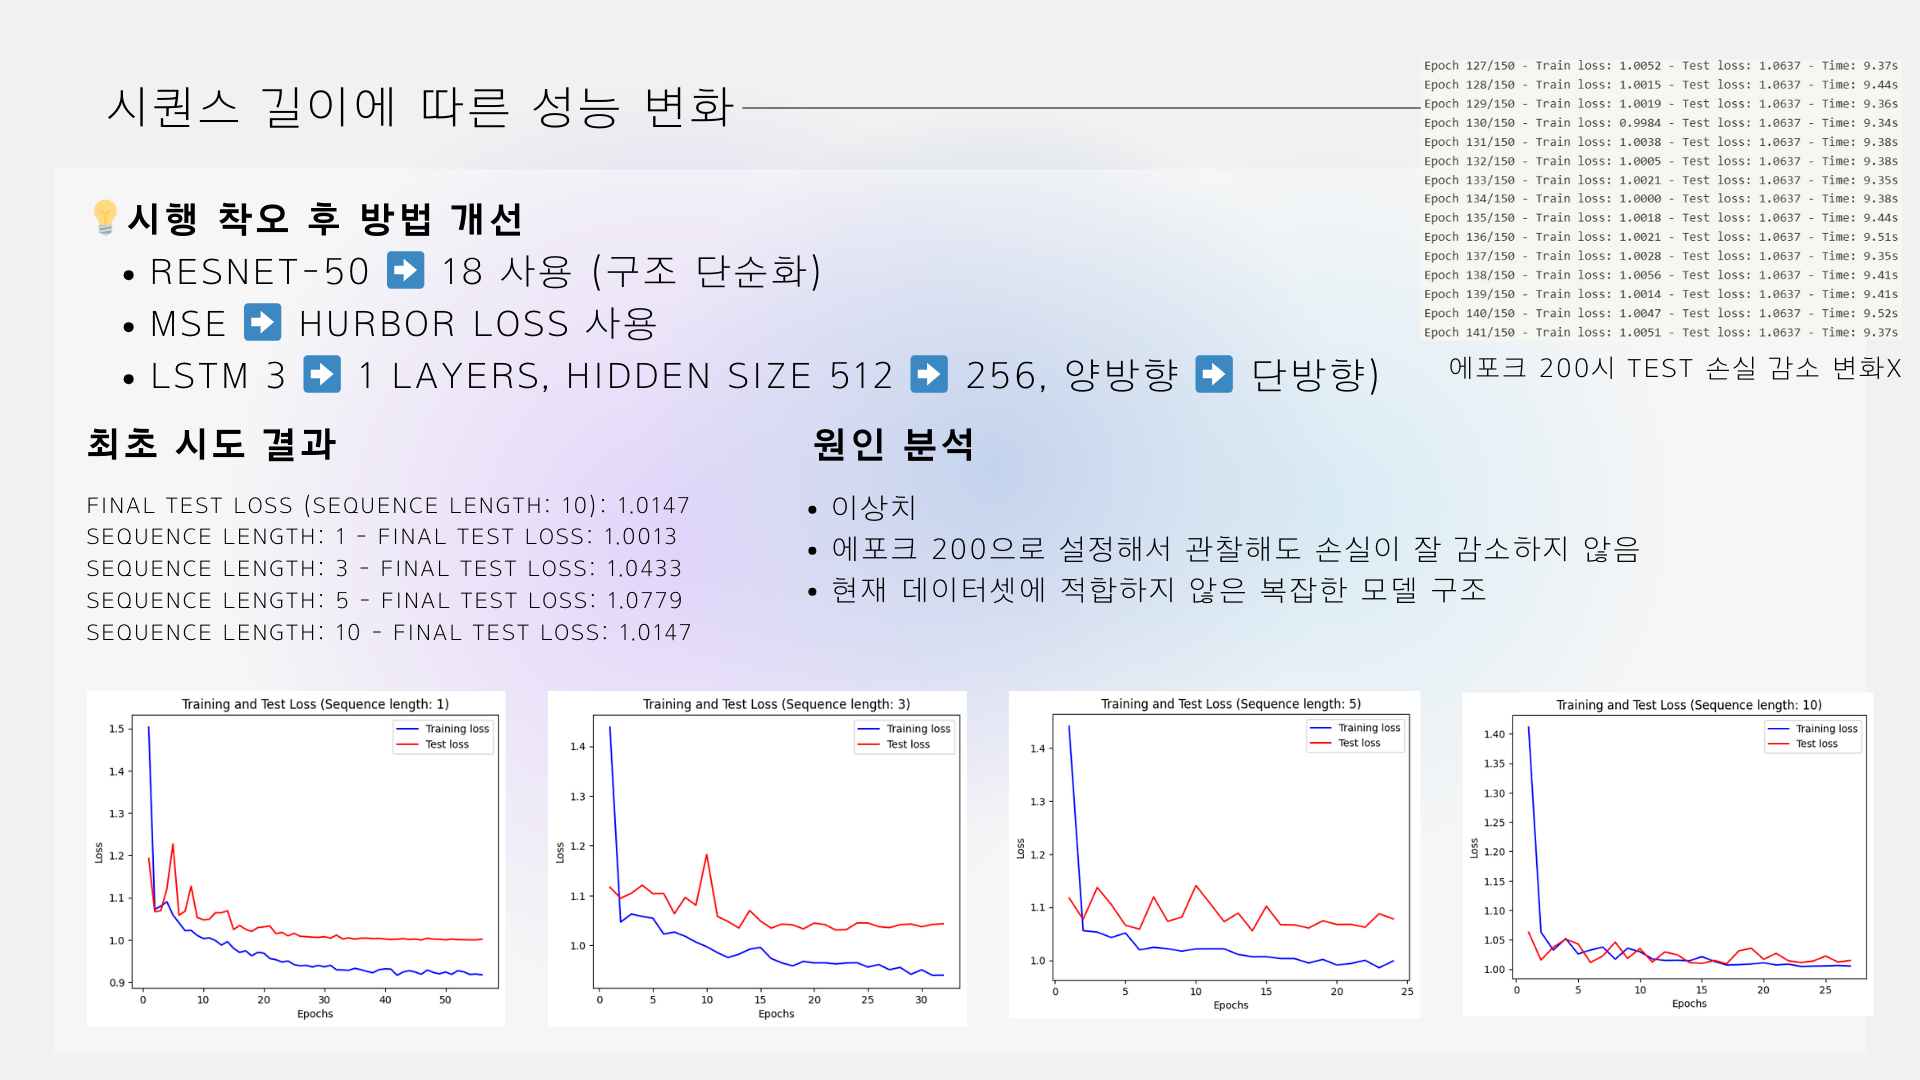 시퀀스 길이에 따른 성능 변화
Epoch 127/150 - Train loss: 1.0052 - Test loss: 1.0637 - Time: 9.37s
Epoch 128/150 - Train loss: 1.0015 - Test loss: 1.0637 - Time: 9.44s
Epoch 129/150 - Train loss: 1.0019 - Test loss: 1.0637 - Time: 9.36s
Epoch 130/150 - Train loss: 0.9984 - Test loss: 1.0637 - Time: 9.34s
Epoch 131/150 - Train loss: 1.0038 - Test loss: 1.0637 - Time: 9.38s
Epoch 132/150 - Train loss: 1.0005 - Test loss: 1.0637 - Time: 9.38s
Epoch 133/150 - Train loss: 1.0021 - Test loss: 1.0637 - Time: 9.35s
Epoch 134/150 - Train loss: 1.0000 - Test loss: 1.0637 - Time: 9.38s
Epoch 135/150 - Train loss: 1.0018 - Test loss: 1.0637 - Time: 9.44s
Epoch 136/150 - Train loss: 1.0021 - Test loss: 1.0637 - Time: 9.51s
Epoch 137/150 - Train loss: 1.0028 - Test loss: 1.0637 - Time: 9.35s
Epoch 138/150 - Train loss: 1.0056 - Test loss: 1.0637 - Time: 9.41s
Epoch 139/150 - Train loss: 1.0014 - Test loss: 1.0637 - Time: 9.41s
Epoch 140/150 - Train loss: 1.0047 - Test loss: 1.0637 - Time: 9.52s
Epoch 141/150 - Train loss: 1.0051 - Test loss: 1.0637 - Time: 9.37s
에포크 200시 TEST 손실 감소 변화X
💡시행 착오 후 방법 개선
• RESNET-50 ➡ 18 사용 (구조 단순화)
• MSE ➡ HURBOR LOSS 사용
• LSTM 3 ➡ 1 LAYERS, HIDDEN SIZE 512 ➡ 256, 양방향 ➡ 단방향)
최초 시도 결과
FINAL TEST LOSS (SEQUENCE LENGTH: 10): 1.0147
SEQUENCE LENGTH: 1 - FINAL TEST LOSS: 1.0013
SEQUENCE LENGTH: 3 - FINAL TEST LOSS: 1.0433
SEQUENCE LENGTH: 5 - FINAL TEST LOSS: 1.0779
SEQUENCE LENGTH: 10 - FINAL TEST LOSS: 1.0147
원인 분석
• 이상치
• 에포크 200으로 설정해서 관찰해도 손실이 잘 감소하지 않음
• 현재 데이터셋에 적합하지 않은 복잡한 모델 구조
Training and Test Loss (Sequence length: 1)
Training loss
Test loss
Loss
1.5
1.4
1.3
1.2
1.1
1.0
0.9
0 10 20 30 40 50
Epochs
Training and Test Loss (Sequence length: 3)
Training loss
Test loss
Loss
1.4
1.3
1.2
1.1
1.0
0 5 10 15 20 25 30
Epochs
Training and Test Loss (Sequence length: 5)
Training loss
Test loss
Loss
1.4
1.3
1.2
1.1
1.0
0 5 10 15 20 25
Epochs
Training and Test Loss (Sequence length: 10)
Training loss
Test loss
Loss
1.40
1.35
1.30
1.25
1.20
1.15
1.10
1.05
1.00
0 5 10 15 20 25
Epochs